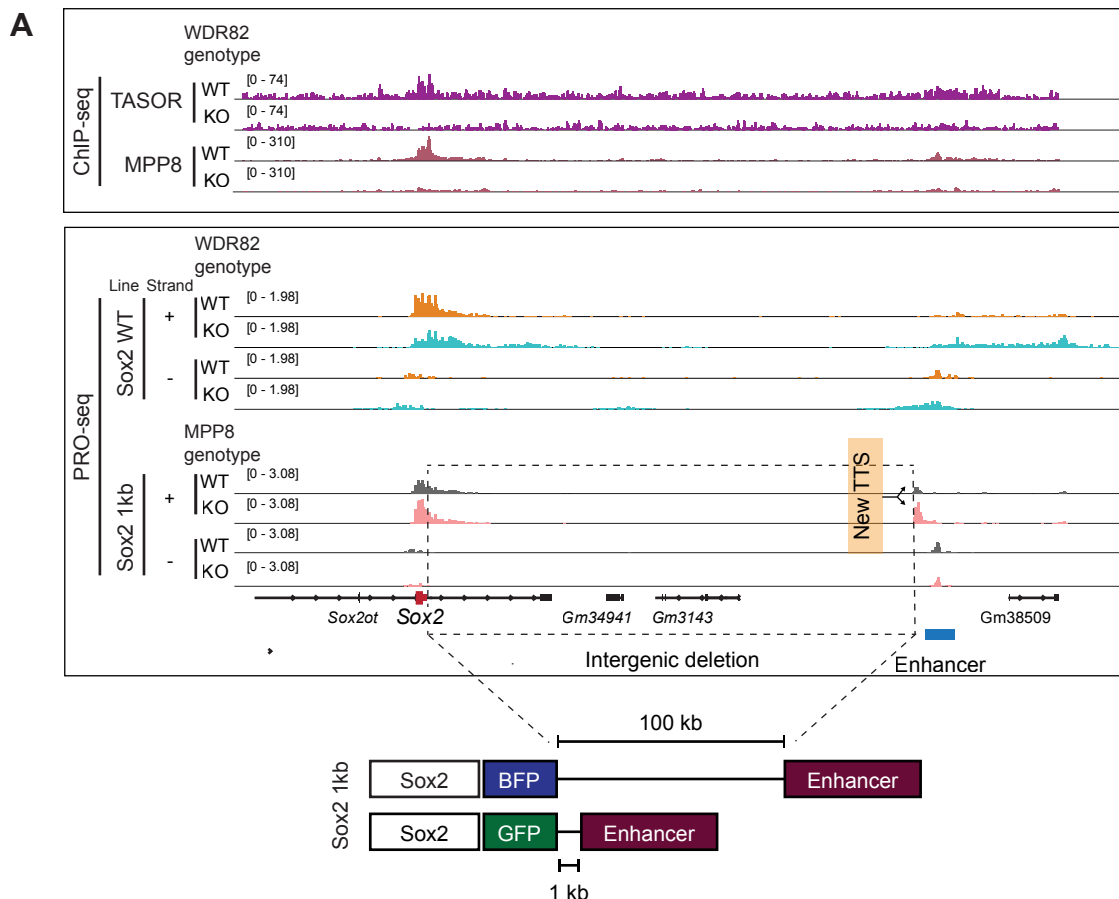 A
WDR82
genotype
ChIP-seq
TASOR
WT
[0 - 74]
KO
[0 - 74]
MPP8
WT
[0 - 310]
KO
[0 - 310]
WDR82
genotype
Line Strand
PRO-seq
Sox2 WT
+
WT
[0 - 1.98]
KO
[0 - 1.98]
-
WT
[0 - 1.98]
KO
[0 - 1.98]
MPP8
genotype
Sox2 1kb
+
WT
[0 - 3.08]
KO
[0 - 3.08]
-
WT
[0 - 3.08]
KO
[0 - 3.08]
New TTS
Sox2ot Sox2 Gm34941 Gm3143 Gm38509
Intergenic deletion Enhancer
100 kb
Sox2 1kb
Sox2 BFP Enhancer
Sox2 GFP Enhancer
1 kb